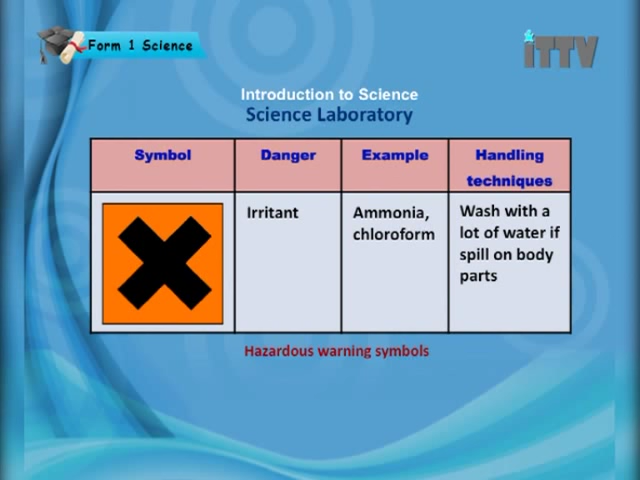 Form 1 Science
iTTV
Introduction to Science
Science Laboratory
Symbol Danger Example Handling
techniques
Irritant Ammonia, Wash with a
chloroform lot of water if
spill on body
parts
Hazardous warning symbols